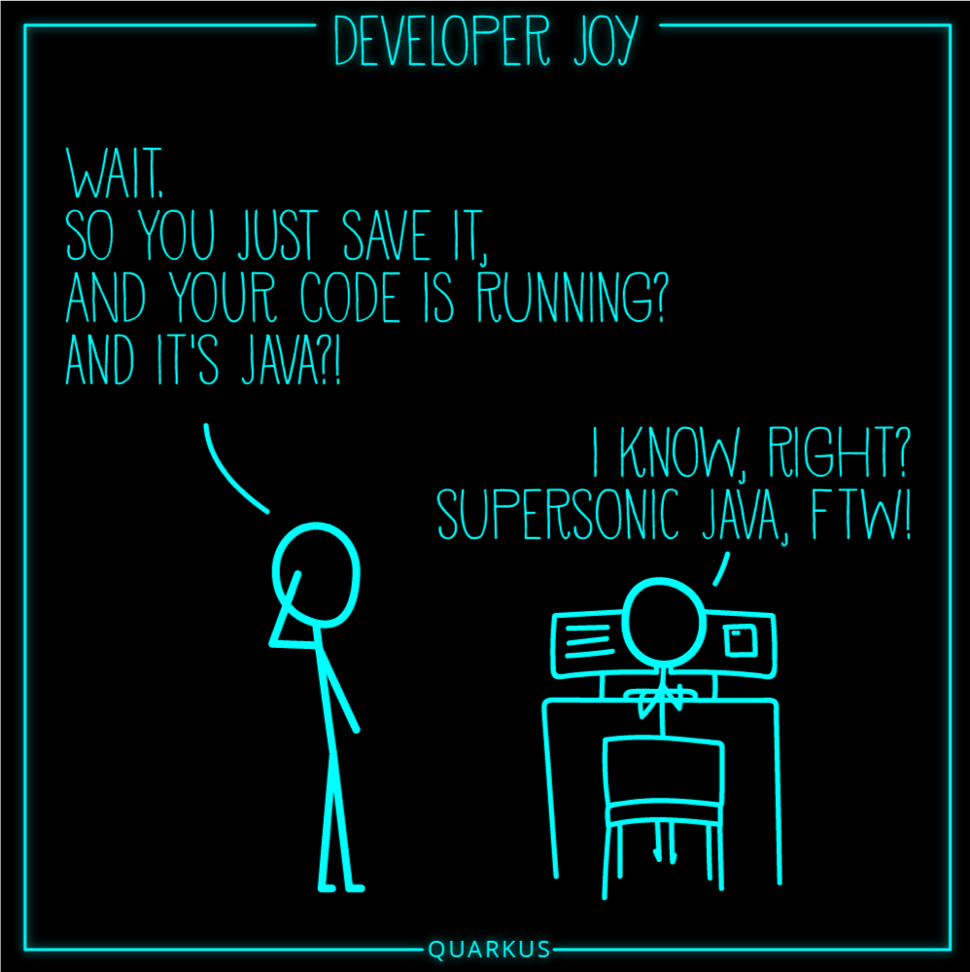 DEVELOPER JOY
WAIT.
SO YOU JUST SAVE IT,
AND YOUR CODE IS RUNNING?
AND IT'S JAVA?!
I KNOW, RIGHT?
SUPERSONIC JAVA, FTW!
QUARKUS